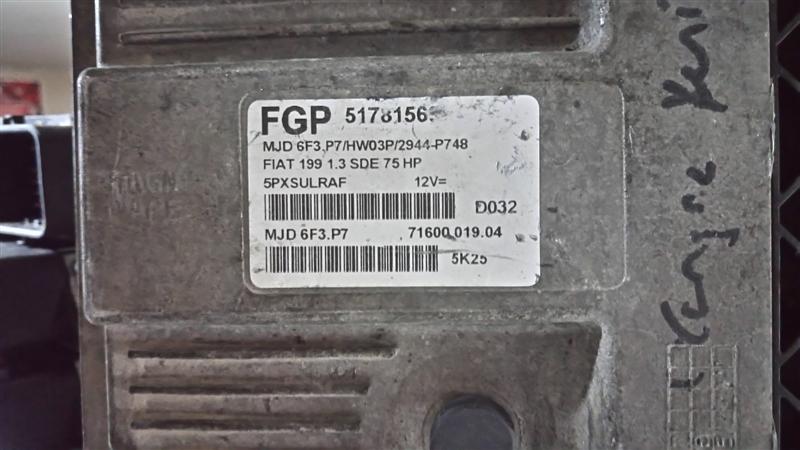 FGP 5178156
MJD 6F3.P7/HW03P/2944-P748
FIAT 199 1.3 SDE 75 HP
5PXSULRAF 12V=
D032
MJD 6F3.P7 71600.019.04
5K25